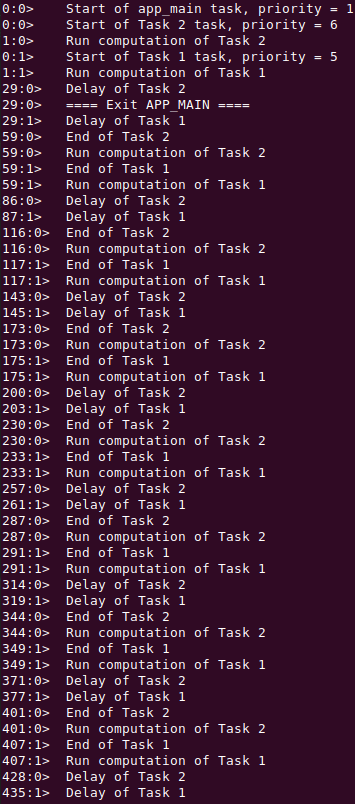 0:0>   Start of app_main task, priority = 1
0:0>   Start of Task 2 task, priority = 6
1:0>   Run computation of Task 2
0:1>   Start of Task 1 task, priority = 5
1:1>   Run computation of Task 1
29:0>   Delay of Task 2
29:0>   ==== Exit APP_MAIN ====
29:1>   Delay of Task 1
59:0>   End of Task 2
59:0>   Run computation of Task 2
59:1>   End of Task 1
59:1>   Run computation of Task 1
86:0>   Delay of Task 2
87:1>   Delay of Task 1
116:0>  End of Task 2
116:0>  Run computation of Task 2
117:1>  End of Task 1
117:1>  Run computation of Task 1
143:0>  Delay of Task 2
145:1>  Delay of Task 1
173:0>  End of Task 2
173:0>  Run computation of Task 2
175:1>  End of Task 1
175:1>  Run computation of Task 1
200:0>  Delay of Task 2
203:1>  Delay of Task 1
230:0>  End of Task 2
230:0>  Run computation of Task 2
233:1>  End of Task 1
233:1>  Run computation of Task 1
257:0>  Delay of Task 2
261:1>  Delay of Task 1
287:0>  End of Task 2
287:0>  Run computation of Task 2
291:1>  End of Task 1
291:1>  Run computation of Task 1
314:0>  Delay of Task 2
319:1>  Delay of Task 1
344:0>  End of Task 2
344:0>  Run computation of Task 2
349:1>  End of Task 1
349:1>  Run computation of Task 1
371:0>  Delay of Task 2
377:1>  Delay of Task 1
401:0>  End of Task 2
401:0>  Run computation of Task 2
407:1>  End of Task 1
407:1>  Run computation of Task 1
428:0>  Delay of Task 2
435:1>  Delay of Task 1